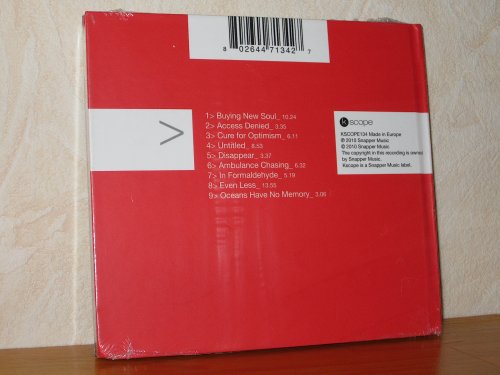 8 02644 71342 7
>
1> Buying New Soul_ 10.24
2> Access Denied_ 3.35
3> Cure for Optimism_ 6.11
4> Untitled_ 8.53
5> Disappear_ 3.37
6> Ambulance Chasing_ 6.32
7> In Formaldehyde_ 5.19
8> Even Less_ 13.55
9> Oceans Have No Memory_ 3.06
k scope
KSCOPE134 Made in Europe
℗ 2010 Snapper Music
© 2010 Snapper Music
The copyright in this recording is owned
by Snapper Music.
Kscope is a Snapper Music label.